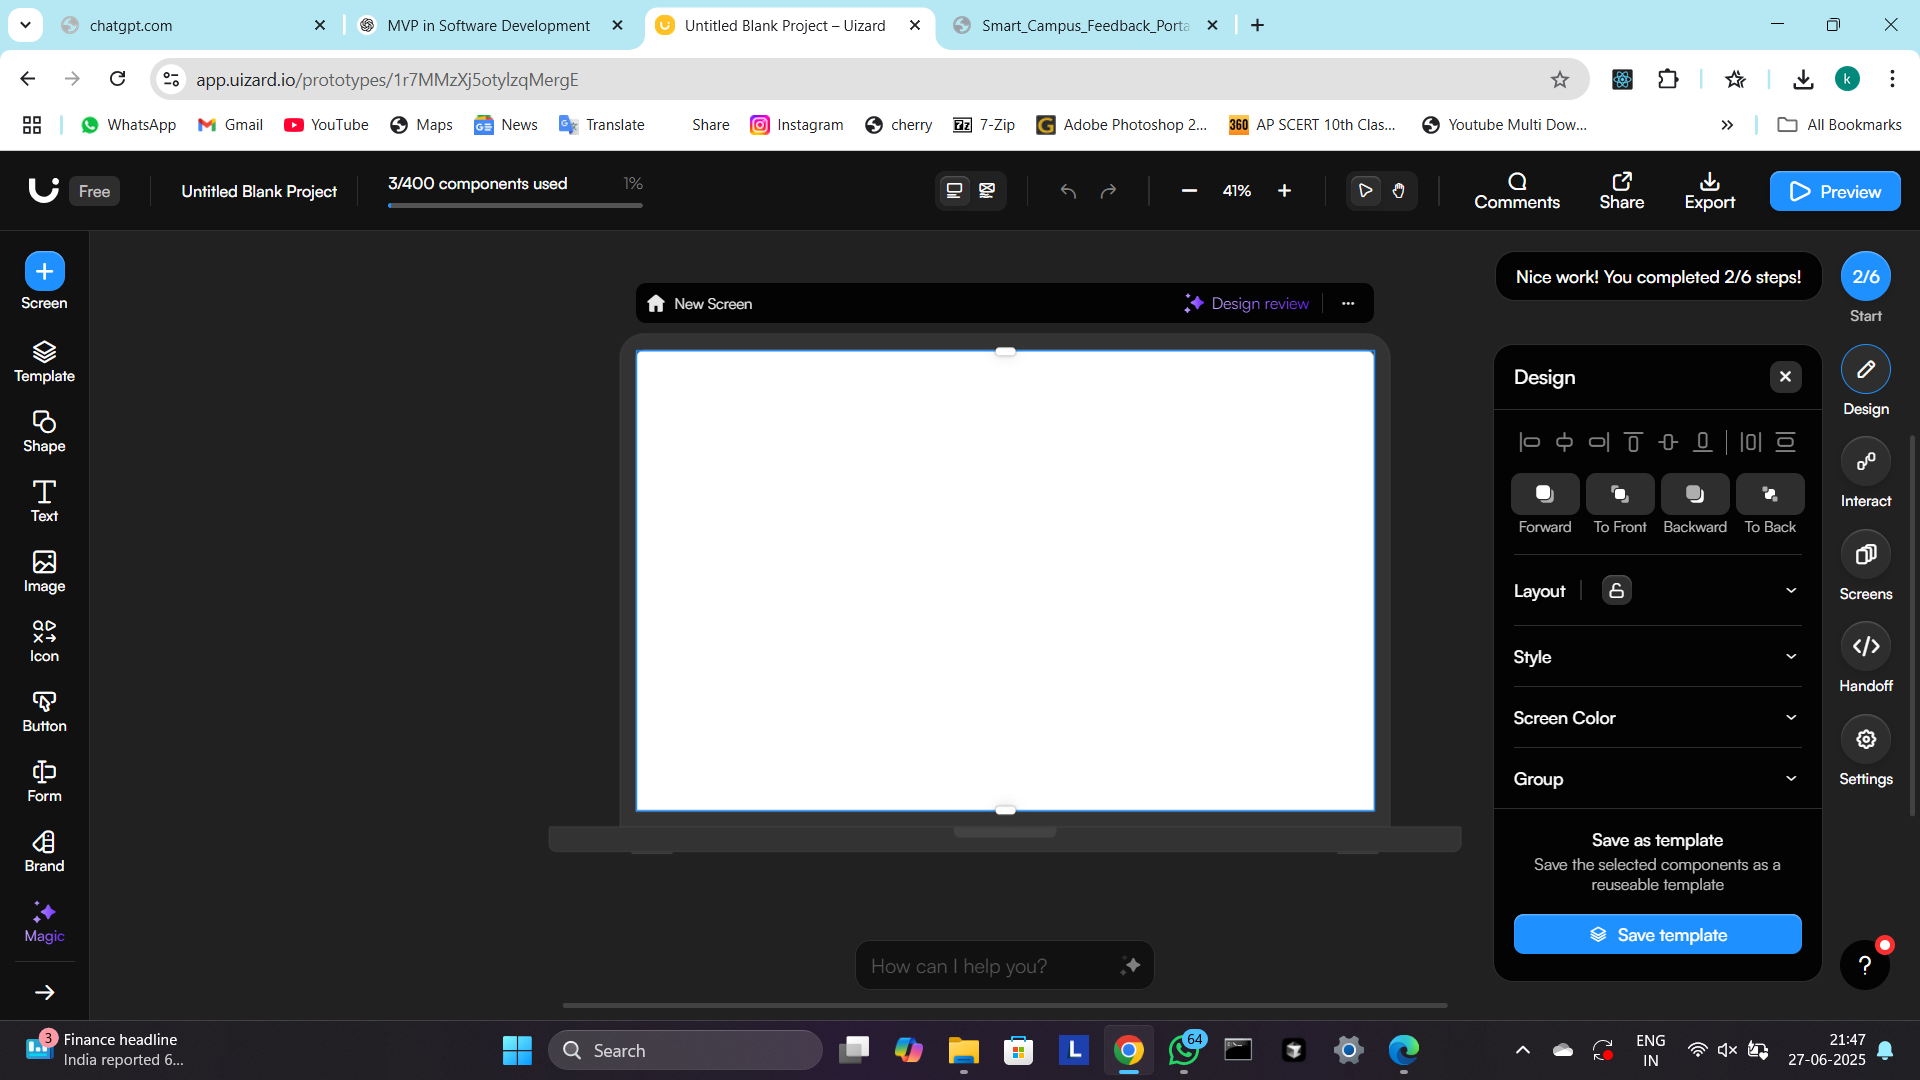 chatgpt.com
MVP in Software Development
Untitled Blank Project – Uizard
Smart_Campus_Feedback_Porta
app.uizard.io/prototypes/1r7MMzXj5otylzqMergE
k
WhatsApp
Gmail
YouTube
Maps
News
Translate
Share
Instagram
cherry
7-Zip
Adobe Photoshop 2...
360
AP SCERT 10th Clas...
Youtube Multi Dow...
All Bookmarks
Free
Untitled Blank Project
3/400 components used
1%
41%
Comments
Share
Export
Preview
Screen
Template
Shape
Text
Image
Icon
Button
Form
Brand
Magic
New Screen
Design review
How can I help you?
Nice work! You completed 2/6 steps!
2/6
Start
Design
Forward
To Front
Backward
To Back
Layout
Style
Screen Color
Group
Save as template
Save the selected components as a
reuseable template
Save template
Design
Interact
Screens
Handoff
Settings
?
3
Finance headline
India reported 6...
Search
L
64
ENG
IN
21:47
27-06-2025